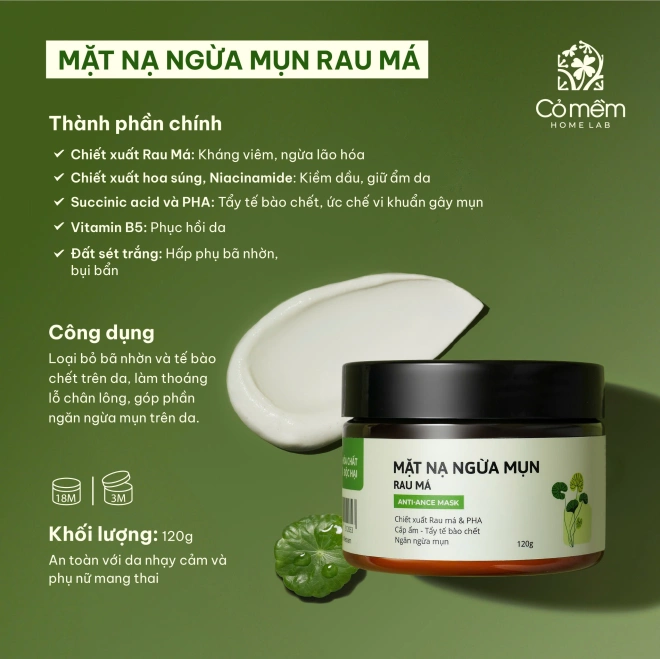 MẶT NẠ NGỪA MỤN RAU MÁ
Cỏ mềm
HOME LAB
Thành phần chính
Chiết xuất Rau Má: Kháng viêm, ngừa lão hóa
Chiết xuất hoa súng, Niacinamide: Kiềm dầu, giữ ẩm da
Succinic acid và PHA: Tẩy tế bào chết, ức chế vi khuẩn gây mụn
Vitamin B5: Phục hồi da
Đất sét trắng: Hấp phụ bã nhờn,
bụi bẩn
Công dụng
Loại bỏ bã nhờn và tế bào
chết trên da, làm thoáng
lỗ chân lông, góp phần
ngăn ngừa mụn trên da.
18M
3M
Khối lượng: 120g
An toàn với da nhạy cảm và
phụ nữ mang thai
CHẤT
ĐỘC HẠI
MẶT NẠ NGỪA MỤN
RAU MÁ
ANTI-ANCE MASK
Chiết xuất Rau má & PHA
Cấp ẩm - Tẩy tế bào chết
Ngăn ngừa mụn
120g